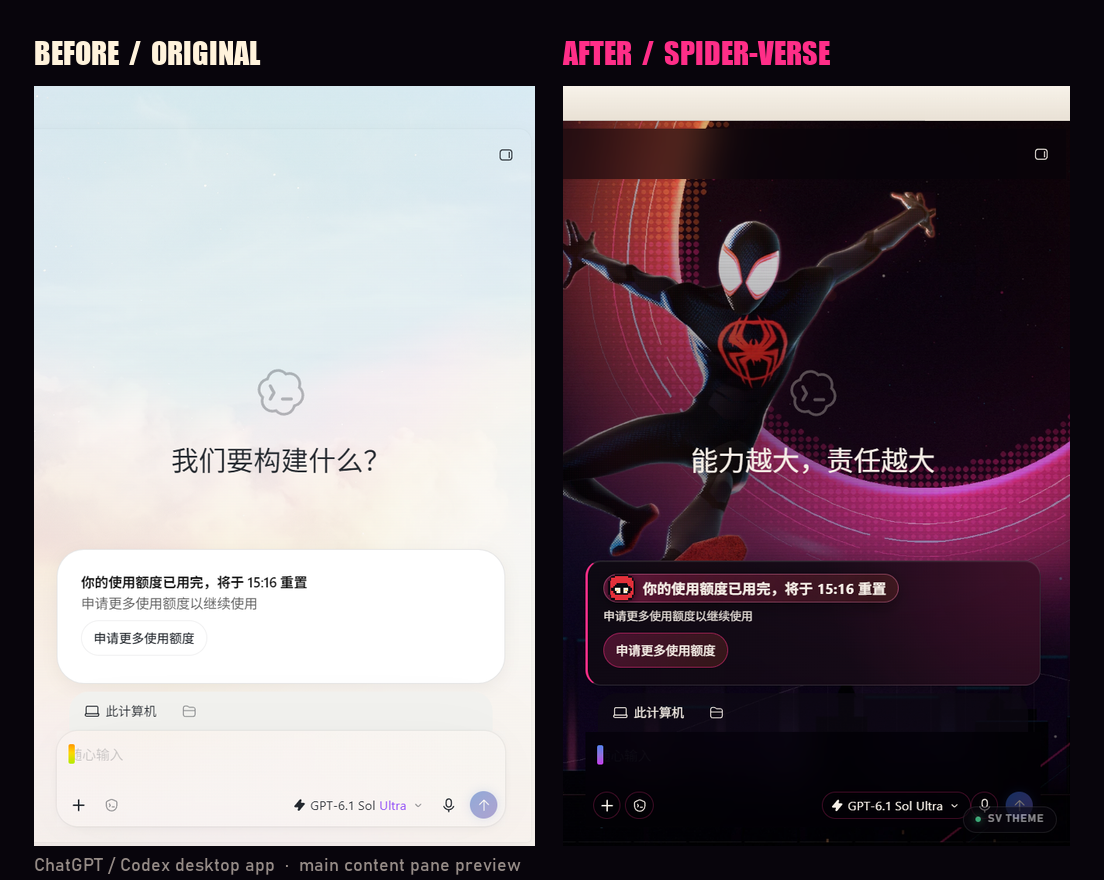 BEFORE / ORIGINAL
我们要构建什么?
你的使用额度已用完，将于 15:16 重置
申请更多使用额度以继续使用
申请更多使用额度
此计算机
随心输入
GPT-6.1 Sol Ultra
AFTER / SPIDER-VERSE
能力越大，责任越大
你的使用额度已用完，将于 15:16 重置
申请更多使用额度以继续使用
申请更多使用额度
此计算机
心输入
GPT-6.1 Sol Ultra
SV THEME
ChatGPT / Codex desktop app · main content pane preview